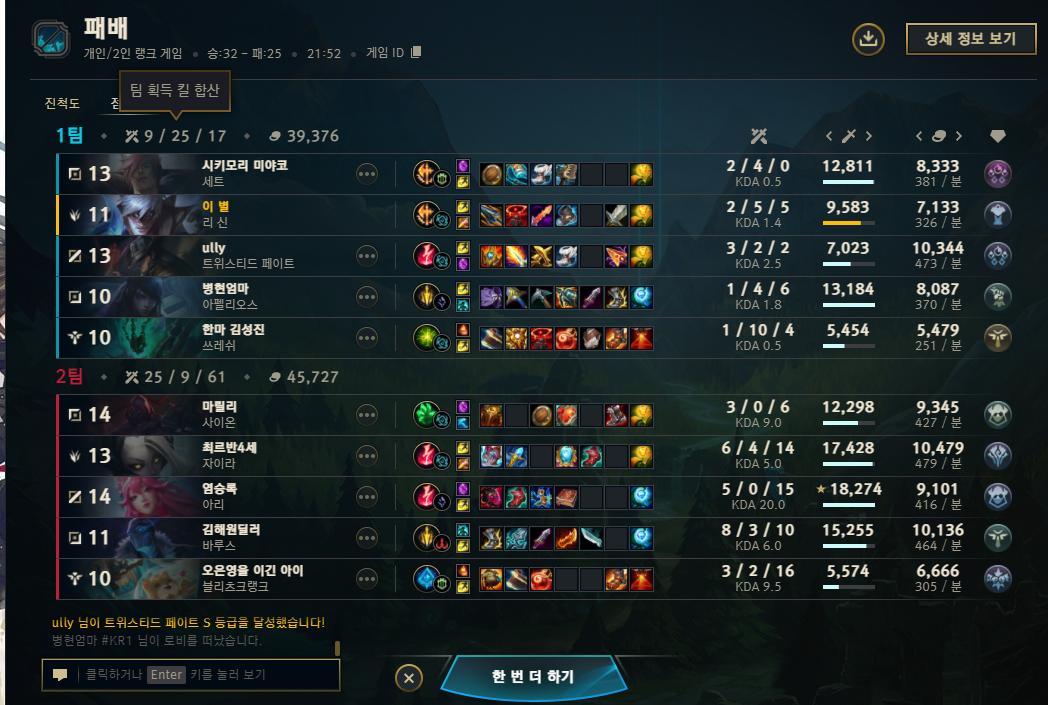 패배
개인/2인 랭크 게임 • 승:32 – 패:25 • 21:52 • 게임 ID
상세 정보 보기
팀 획득 킬 합산
진척도
1팀 • 9 / 25 / 17 • 39,376
13 시키모리 미야코 2 / 4 / 0 12,811 8,333
세트 KDA 0.5 381 / 분
11 이 별 2 / 5 / 5 9,583 7,133
리 신 KDA 1.4 326 / 분
13 ully 3 / 2 / 2 7,023 10,344
트위스티드 페이트 KDA 2.5 473 / 분
10 병현엄마 1 / 4 / 6 13,184 8,087
아펠리오스 KDA 1.8 370 / 분
10 한마 김성진 1 / 10 / 4 5,454 5,479
쓰레쉬 KDA 0.5 251 / 분
2팀 • 25 / 9 / 61 • 45,727
14 마릴리 3 / 0 / 6 12,298 9,345
사이온 KDA 9.0 427 / 분
13 최르반4세 6 / 4 / 14 17,428 10,479
자이라 KDA 5.0 479 / 분
14 염승록 5 / 0 / 15 18,274 9,101
아리 KDA 20.0 416 / 분
11 김해원딜러 8 / 3 / 10 15,255 10,136
바루스 KDA 6.0 464 / 분
10 오은영을 이긴 아이 3 / 2 / 16 5,574 6,666
블리츠크랭크 KDA 9.5 305 / 분
ully 님이 트위스티드 페이트 S 등급을 달성했습니다!
병현엄마 #KR1 님이 로비를 떠났습니다.
클릭하거나 Enter 키를 눌러 보기
한 번 더 하기